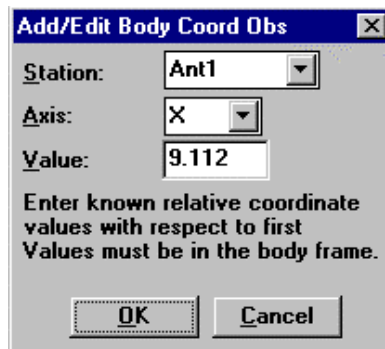 Add/Edit Body Coord Obs
Station: Ant1
Axis: X
Value: 9.112
Enter known relative coordinate
values with respect to first
Values must be in the body frame.
OK Cancel